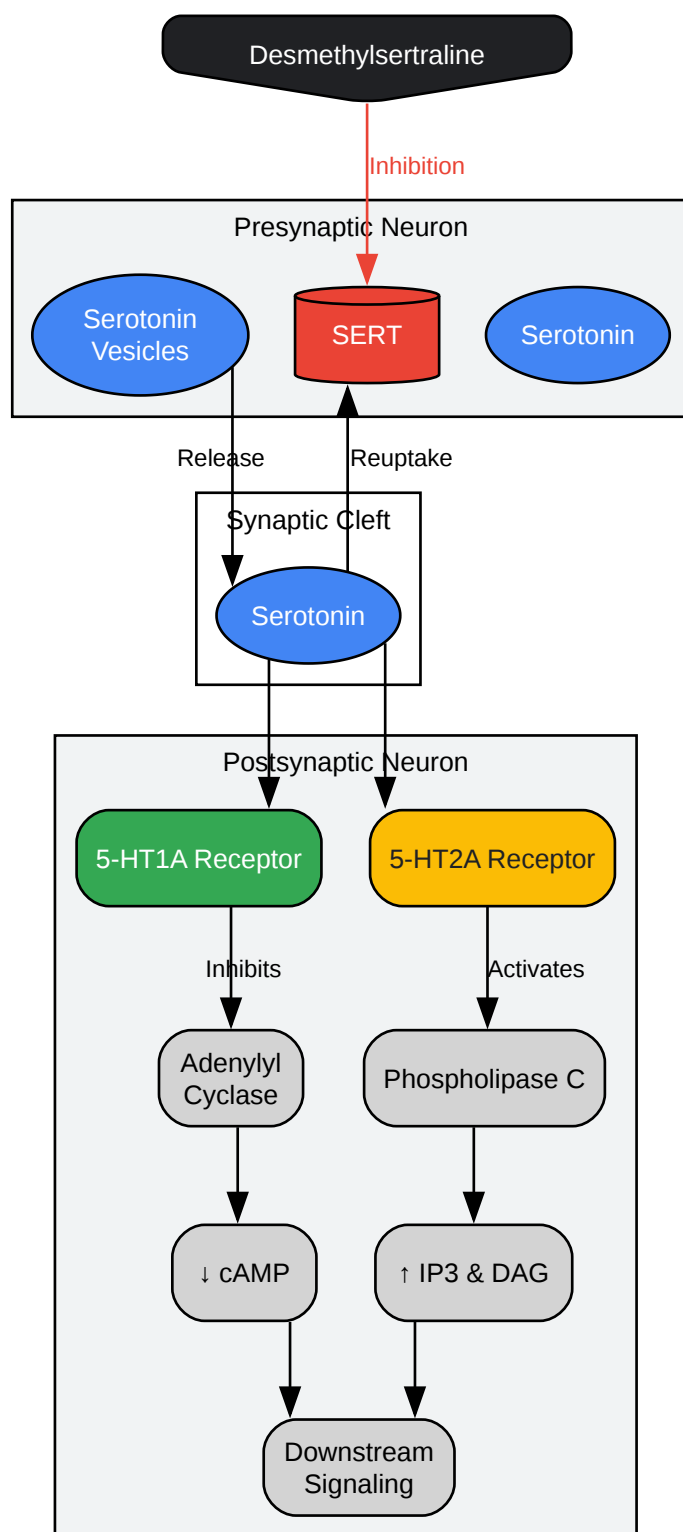 Desmethylsertraline
Inhibition
Presynaptic Neuron
Serotonin
Vesicles
SERT
Serotonin
Release
Reuptake
Synaptic Cleft
Serotonin
Postsynaptic Neuron
5-HT1A Receptor
5-HT2A Receptor
Inhibits
Activates
Adenylyl
Cyclase
Phospholipase C
↓ cAMP
↑ IP3 & DAG
Downstream
Signaling